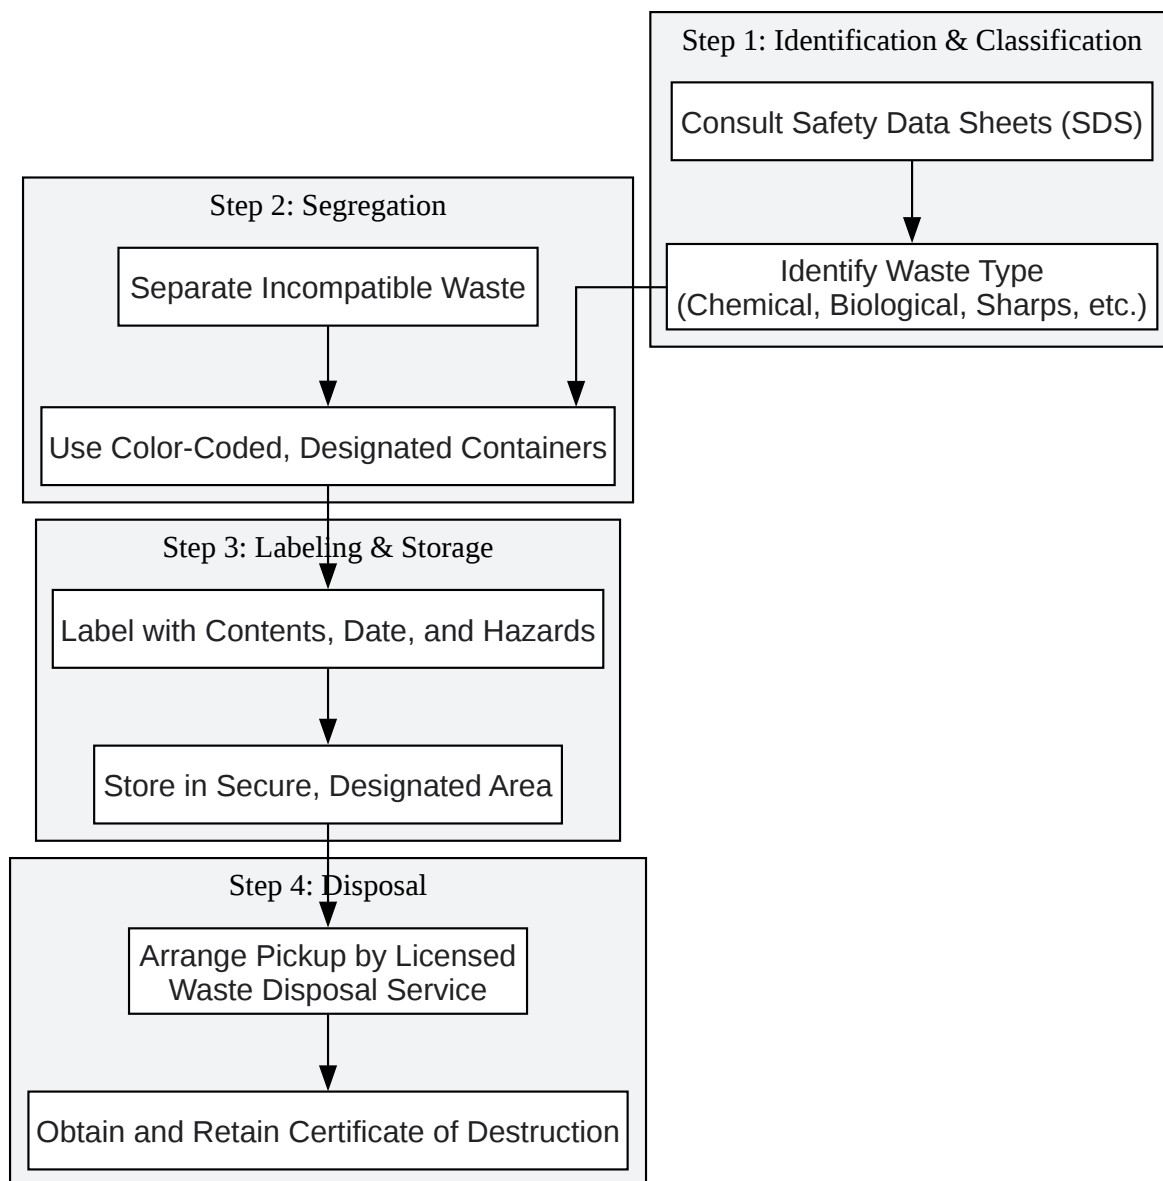 Step 1: Identification & Classification
Consult Safety Data Sheets (SDS)
Identify Waste Type
(Chemical, Biological, Sharps, etc.)
Step 2: Segregation
Separate Incompatible Waste
Use Color-Coded, Designated Containers
Step 3: Labeling & Storage
Label with Contents, Date, and Hazards
Store in Secure, Designated Area
Step 4: Disposal
Arrange Pickup by Licensed
Waste Disposal Service
Obtain and Retain Certificate of Destruction